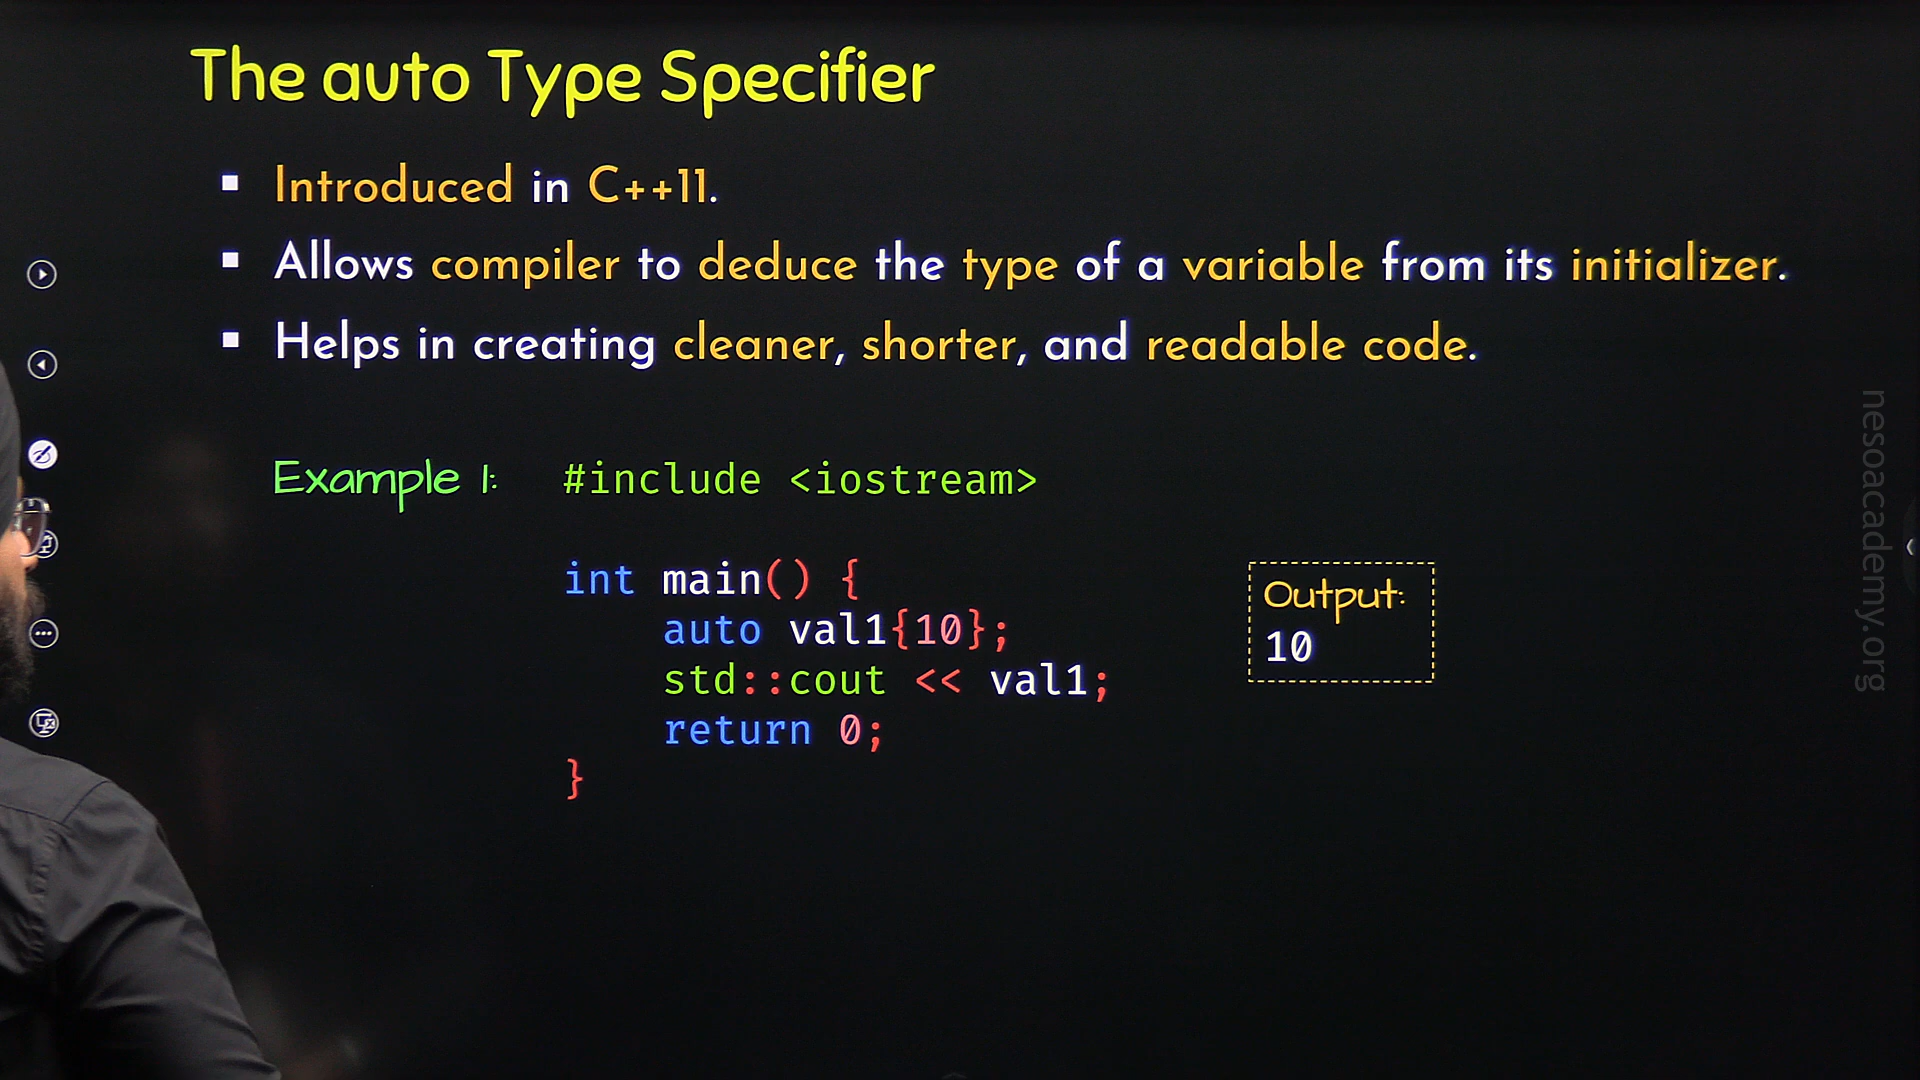 The auto Type Specifier
Introduced in C++11.
Allows compiler to deduce the type of a variable from its initializer.
Helps in creating cleaner, shorter, and readable code.
Example 1:
#include <iostream>
int main() {
    auto val1{10};
    std::cout << val1;
    return 0;
}
Output:
10
nesoacademy.org